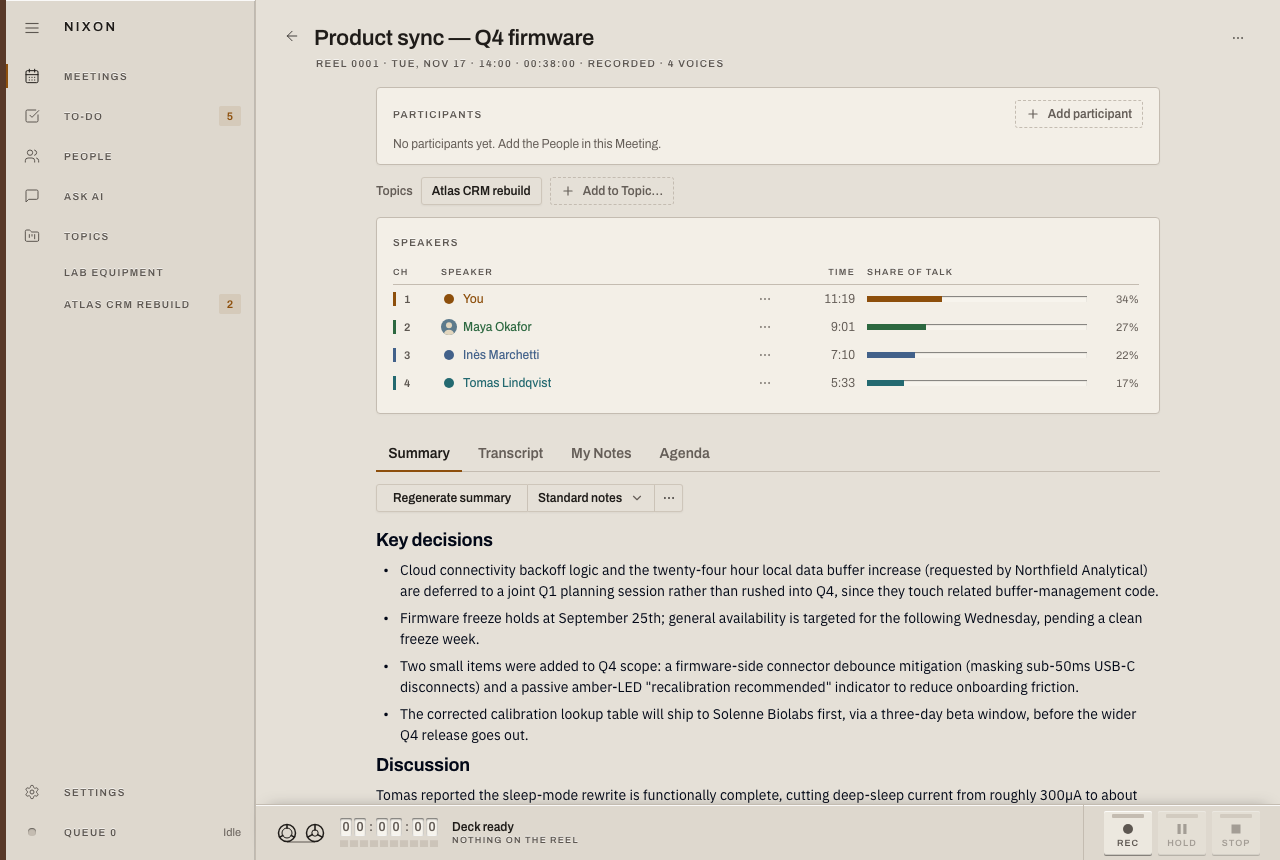 NIXON
MEETINGS
TO-DO 5
PEOPLE
ASK AI
TOPICS
LAB EQUIPMENT
ATLAS CRM REBUILD 2
SETTINGS
QUEUE 0 Idle
Product sync — Q4 firmware
REEL 0001 · TUE, NOV 17 · 14:00 · 00:38:00 · RECORDED · 4 VOICES
PARTICIPANTS
Add participant
No participants yet. Add the People in this Meeting.
Topics Atlas CRM rebuild Add to Topic…
SPEAKERS
CH SPEAKER TIME SHARE OF TALK
1 You 11:19 34%
2 Maya Okafor 9:01 27%
3 Inès Marchetti 7:10 22%
4 Tomas Lindqvist 5:33 17%
Summary Transcript My Notes Agenda
Regenerate summary Standard notes
Key decisions
• Cloud connectivity backoff logic and the twenty-four hour local data buffer increase (requested by Northfield Analytical)
are deferred to a joint Q1 planning session rather than rushed into Q4, since they touch related buffer-management code.
• Firmware freeze holds at September 25th; general availability is targeted for the following Wednesday, pending a clean
freeze week.
• Two small items were added to Q4 scope: a firmware-side connector debounce mitigation (masking sub-50ms USB-C
disconnects) and a passive amber-LED "recalibration recommended" indicator to reduce onboarding friction.
• The corrected calibration lookup table will ship to Solenne Biolabs first, via a three-day beta window, before the wider
Q4 release goes out.
Discussion
Tomas reported the sleep-mode rewrite is functionally complete, cutting deep-sleep current from roughly 300µA to about
00:00:00
Deck ready
NOTHING ON THE REEL
REC HOLD STOP